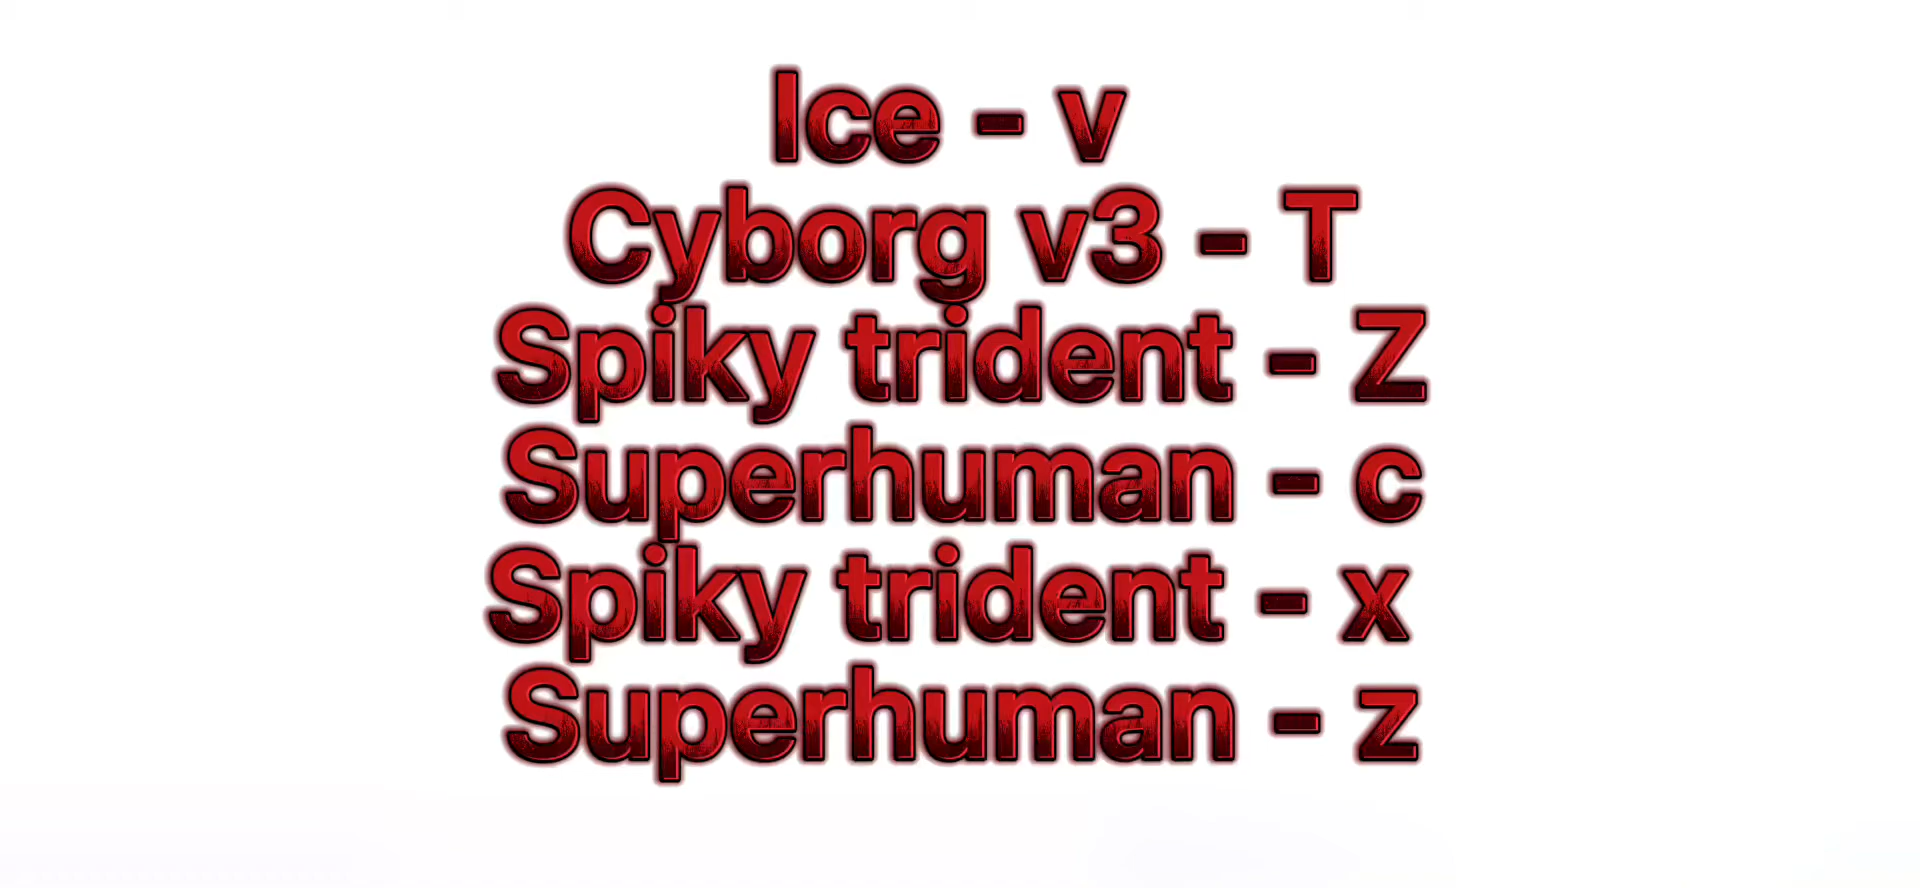 Ice - v
Cyborg v3 - T
Spiky trident - Z
Superhuman - c
Spiky trident - x
Superhuman - z